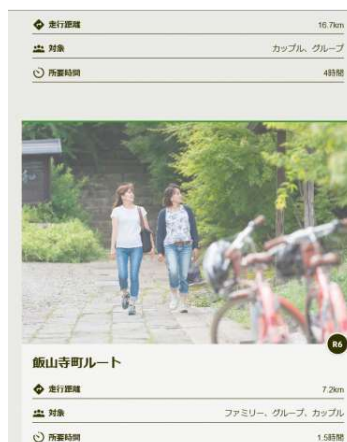 走行距離 16.7km
対象 カップル、グループ
所要時間 4時間
R6
飯山寺町ルート
走行距離 7.2km
対象 ファミリー、グループ、カップル
所要時間 1.5時間